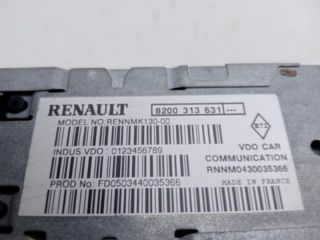 RENAULT 8200 313 631 ---
MODEL NO:RENNMK130-00
BTZ
INDUS VDO : 0123456789
VDO CAR
COMMUNICATION
RNNM0430035366
PROD No: FD0503440035366
MADE IN FRANCE